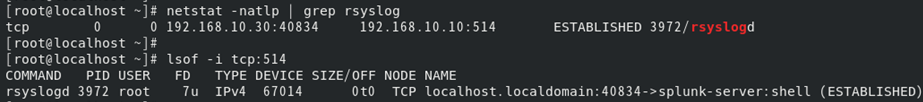 [root@localhost ~]# netstat -natlp | grep rsyslog
tcp        0      0 192.168.10.30:40834     192.168.10.10:514       ESTABLISHED 3972/rsyslogd
[root@localhost ~]#
[root@localhost ~]# lsof -i tcp:514
COMMAND   PID USER   FD   TYPE DEVICE SIZE/OFF NODE NAME
rsyslogd 3972 root    7u  IPv4  67014      0t0  TCP localhost.localdomain:40834->splunk-server:shell (ESTABLISHED)